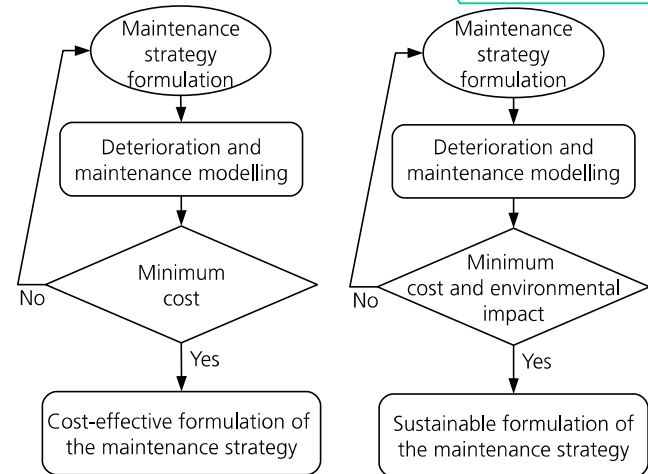 Maintenance
strategy
formulation
Deterioration and
maintenance modelling
Minimum
cost
No
Yes
Cost-effective formulation of
the maintenance strategy
Maintenance
strategy
formulation
Deterioration and
maintenance modelling
Minimum
cost and environmental
impact
No
Yes
Sustainable formulation of
the maintenance strategy